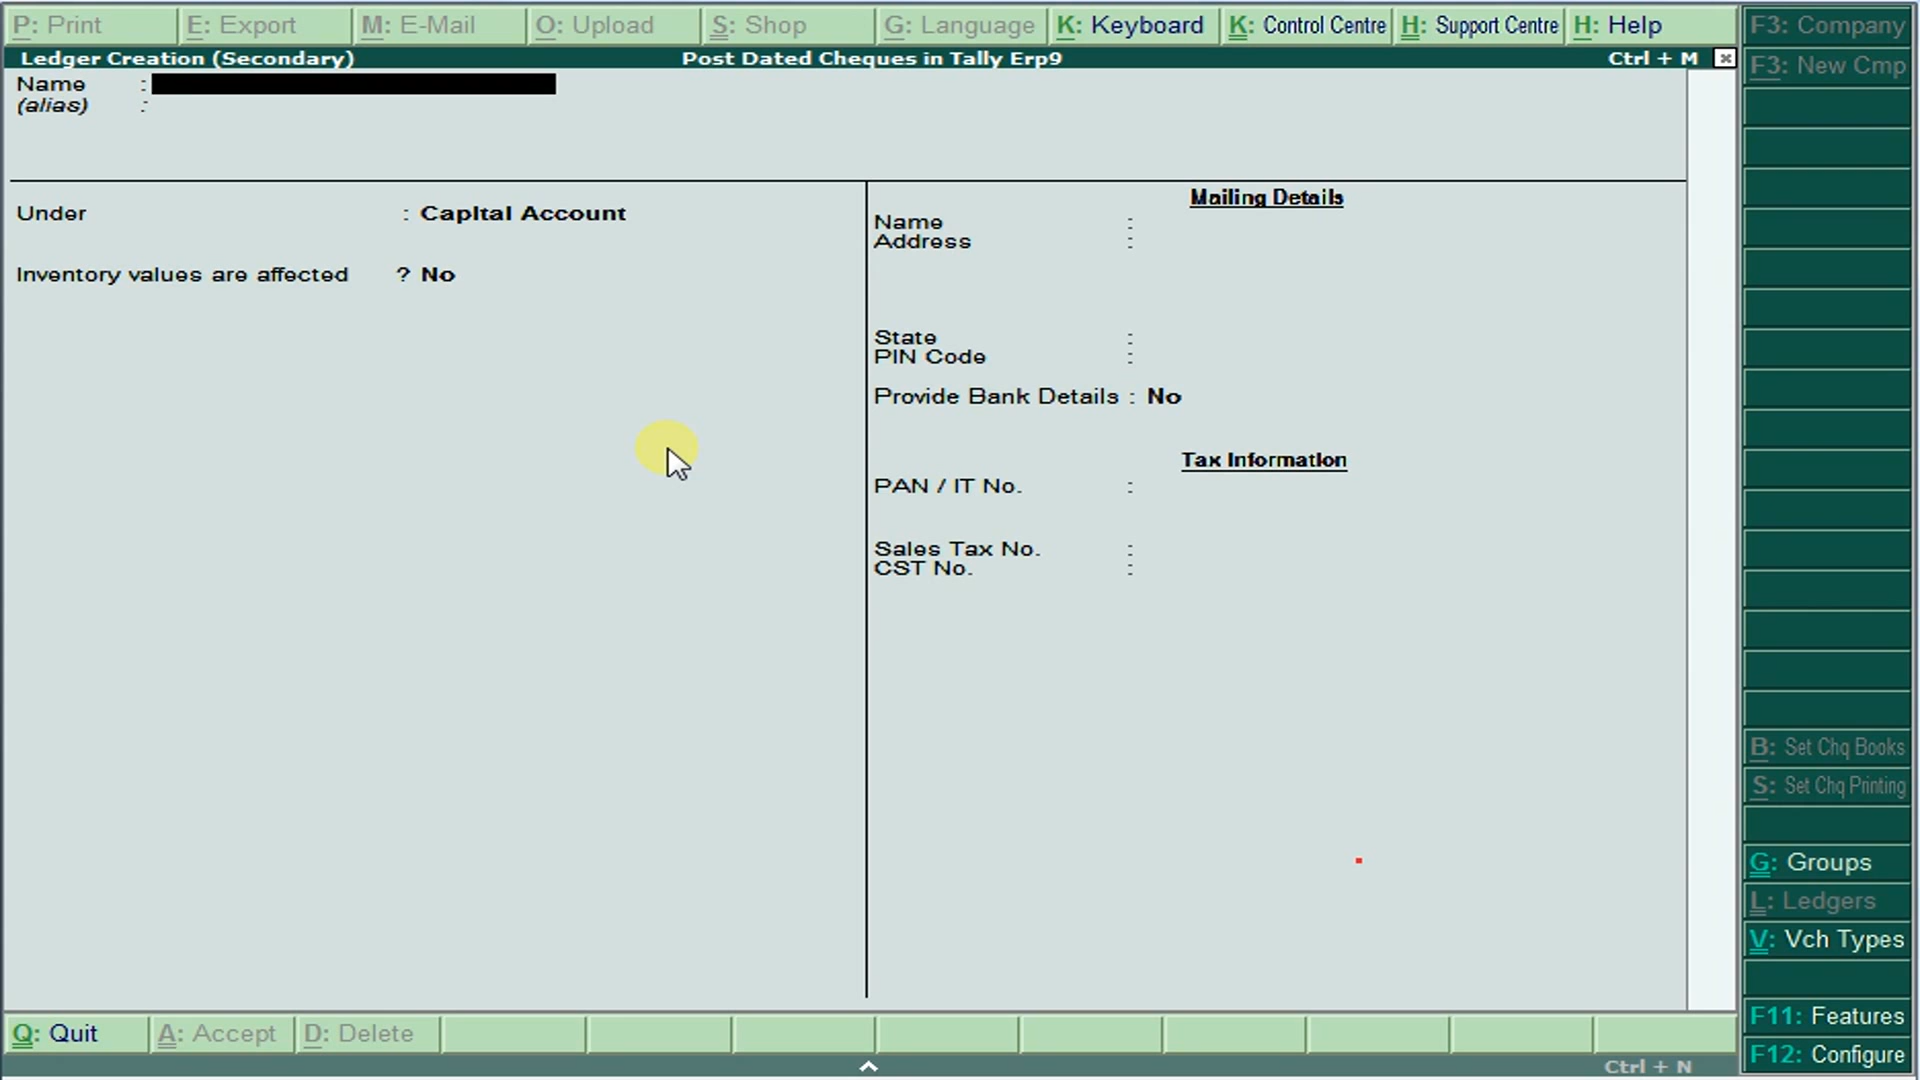 P: Print E: Export M: E-Mail O: Upload S: Shop G: Language K: Keyboard K: Control Centre H: Support Centre H: Help F3: Company
Ledger Creation (Secondary) Post Dated Cheques in Tally Erp9 Ctrl + M
F3: New Cmp
Name :
(alias) :
Under : Capital Account
Inventory values are affected ? No
Mailing Details
Name :
Address :
State :
PIN Code :
Provide Bank Details : No
Tax Information
PAN / IT No. :
Sales Tax No. :
CST No. :
B: Set Chq Books
S: Set Chq Printing
G: Groups
L: Ledgers
V: Vch Types
F11: Features
F12: Configure
Q: Quit A: Accept D: Delete
Ctrl + N